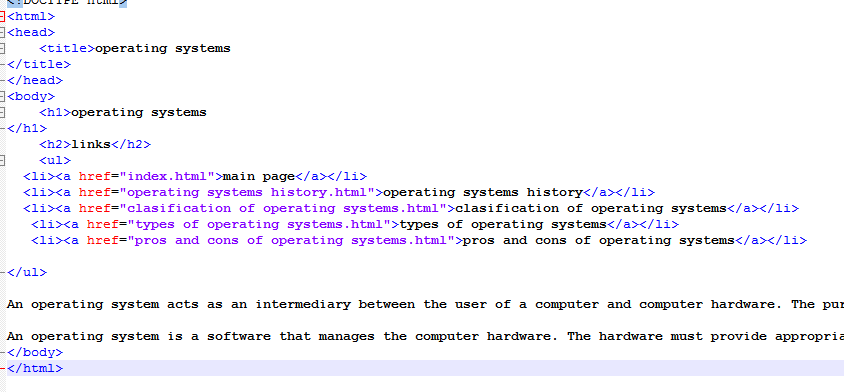 <!DOCTYPE html>
<html>
<head>
<title>operating systems
</title>
</head>
<body>
<h1>operating systems
</h1>
<h2>links</h2>
<ul>
<li><a href="index.html">main page</a></li>
<li><a href="operating systems history.html">operating systems history</a></li>
<li><a href="clasification of operating systems.html">clasification of operating systems</a></li>
<li><a href="types of operating systems.html">types of operating systems</a></li>
<li><a href="pros and cons of operating systems.html">pros and cons of operating systems</a></li>
</ul>
An operating system acts as an intermediary between the user of a computer and computer hardware. The
An operating system is a software that manages the computer hardware. The hardware must provide
</body>
</html>